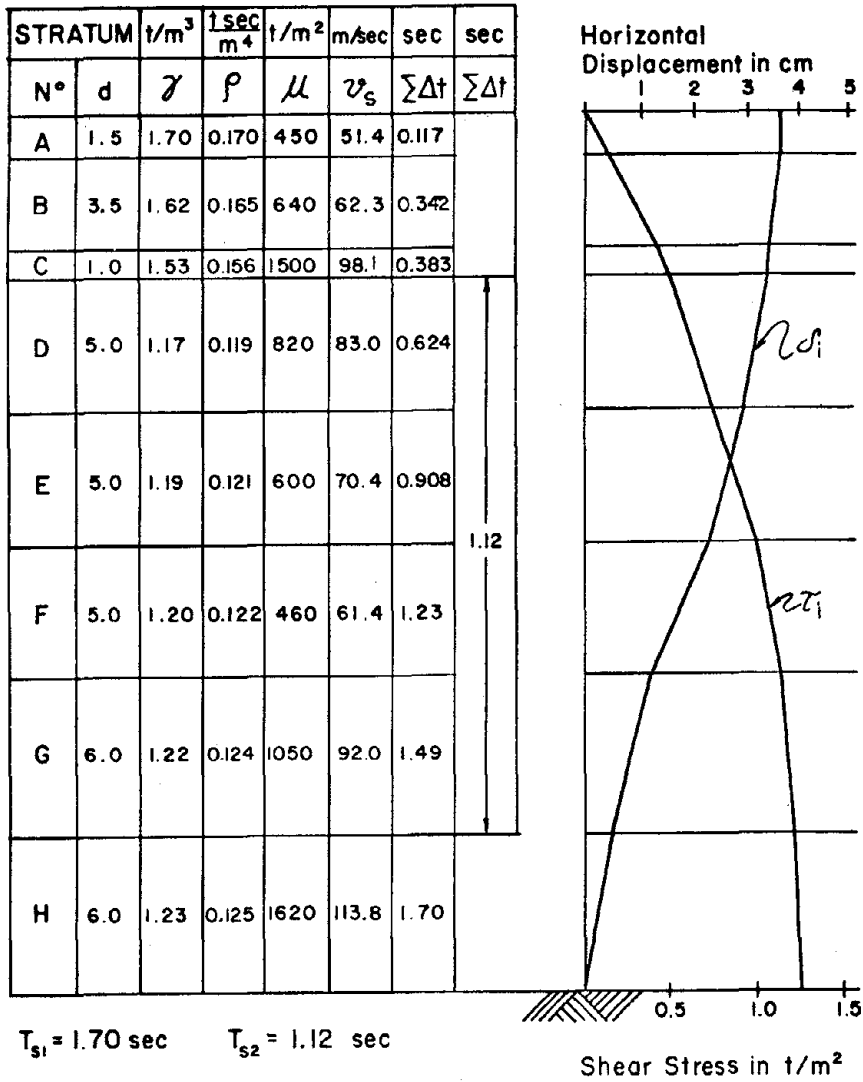 STRATUM t/m³ t sec/m⁴ t/m² m/sec sec sec
N° d γ ρ μ vₛ ΣΔt ΣΔt
A 1.5 1.70 0.170 450 51.4 0.117
B 3.5 1.62 0.165 640 62.3 0.342
C 1.0 1.53 0.156 1500 98.1 0.383
D 5.0 1.17 0.119 820 83.0 0.624
E 5.0 1.19 0.121 600 70.4 0.908
1.12
F 5.0 1.20 0.122 460 61.4 1.23
G 6.0 1.22 0.124 1050 92.0 1.49
H 6.0 1.23 0.125 1620 113.8 1.70
Tₛ₁ = 1.70 sec Tₛ₂ = 1.12 sec
Horizontal
Displacement in cm
1 2 3 4 5
δᵢ
τᵢ
0.5 1.0 1.5
Shear Stress in t/m²